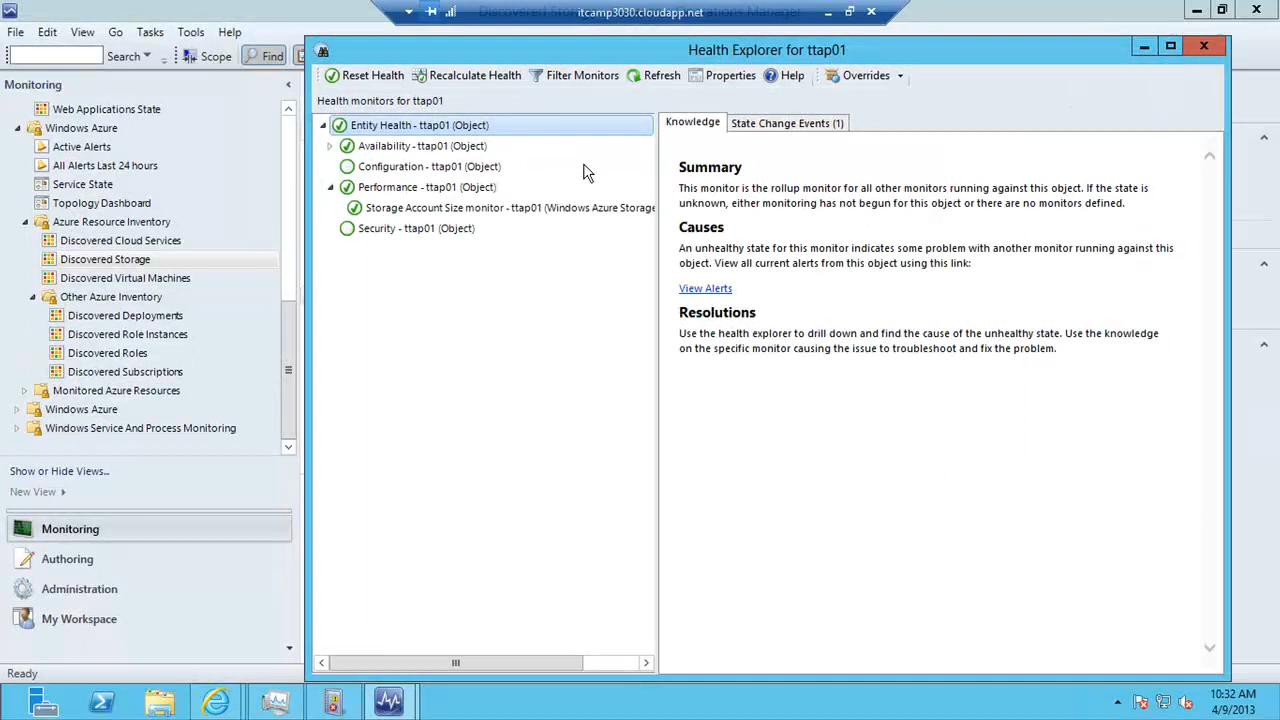 itcamp3030.cloudapp.net
File Edit View Go Tasks Tools Help
Search Scope Find
Health Explorer for ttap01
Reset Health Recalculate Health Filter Monitors Refresh Properties Help Overrides
Monitoring
Web Applications State
Windows Azure
Active Alerts
All Alerts Last 24 hours
Service State
Topology Dashboard
Azure Resource Inventory
Discovered Cloud Services
Discovered Storage
Discovered Virtual Machines
Other Azure Inventory
Discovered Deployments
Discovered Role Instances
Discovered Roles
Discovered Subscriptions
Monitored Azure Resources
Windows Azure
Windows Service And Process Monitoring
Show or Hide Views...
New View
Monitoring
Authoring
Administration
My Workspace
Ready
Health monitors for ttap01
Entity Health - ttap01 (Object)
Availability - ttap01 (Object)
Configuration - ttap01 (Object)
Performance - ttap01 (Object)
Storage Account Size monitor - ttap01 (Windows Azure Storage
Security - ttap01 (Object)
Knowledge State Change Events (1)
Summary
This monitor is the rollup monitor for all other monitors running against this object. If the state is
unknown, either monitoring has not begun for this object or there are no monitors defined.
Causes
An unhealthy state for this monitor indicates some problem with another monitor running against this
object. View all current alerts from this object using this link:
View Alerts
Resolutions
Use the health explorer to drill down and find the cause of the unhealthy state. Use the knowledge
on the specific monitor causing the issue to troubleshoot and fix the problem.
10:32 AM
4/9/2013